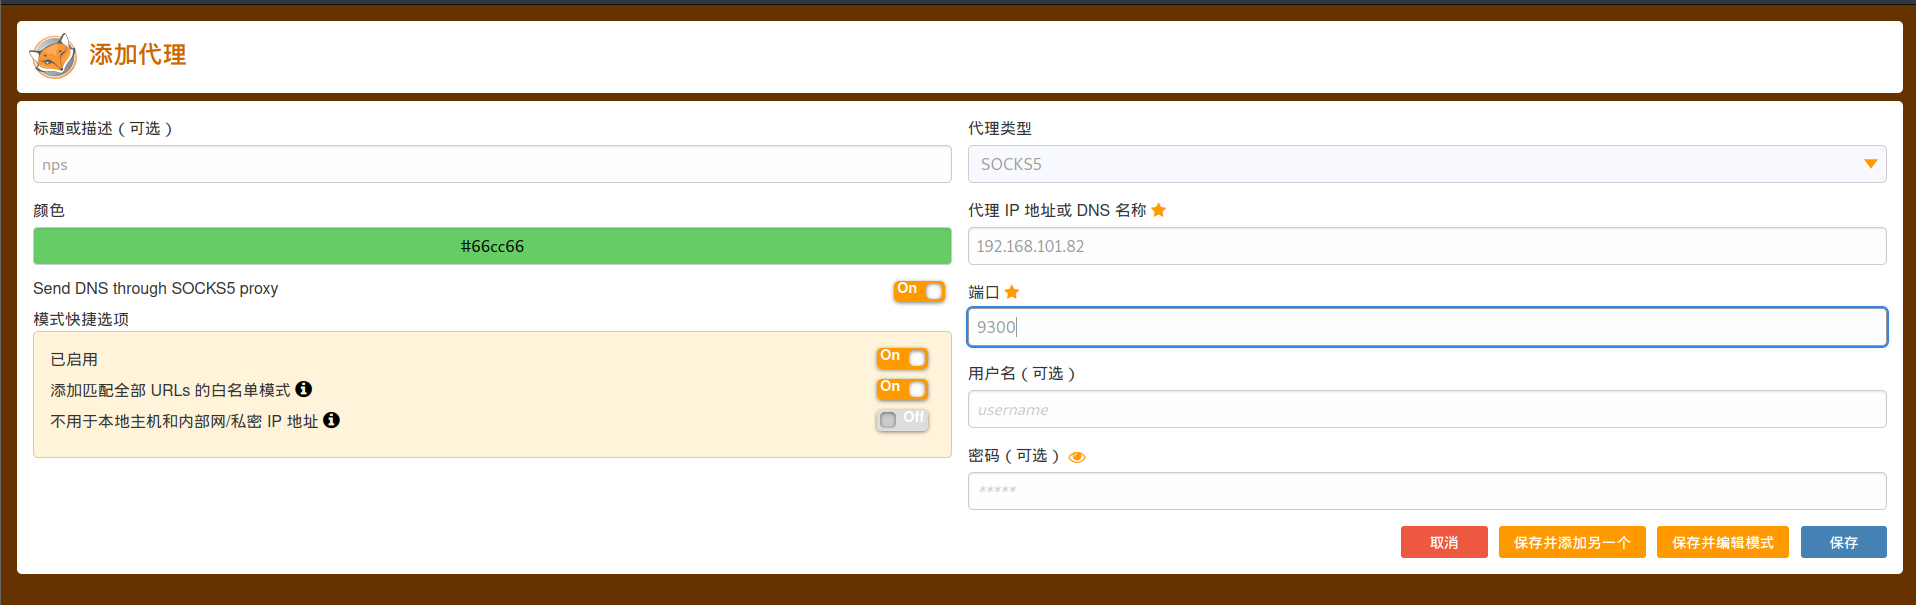 添加代理
标题或描述（可选）
nps
颜色
#66cc66
Send DNS through SOCKS5 proxy
On
模式快捷选项
已启用
On
添加匹配全部 URLs 的白名单模式
On
不用于本地主机和内部网/私密 IP 地址
Off
代理类型
SOCKS5
代理 IP 地址或 DNS 名称
192.168.101.82
端口
9300
用户名（可选）
username
密码（可选）
*****
取消
保存并添加另一个
保存并编辑模式
保存